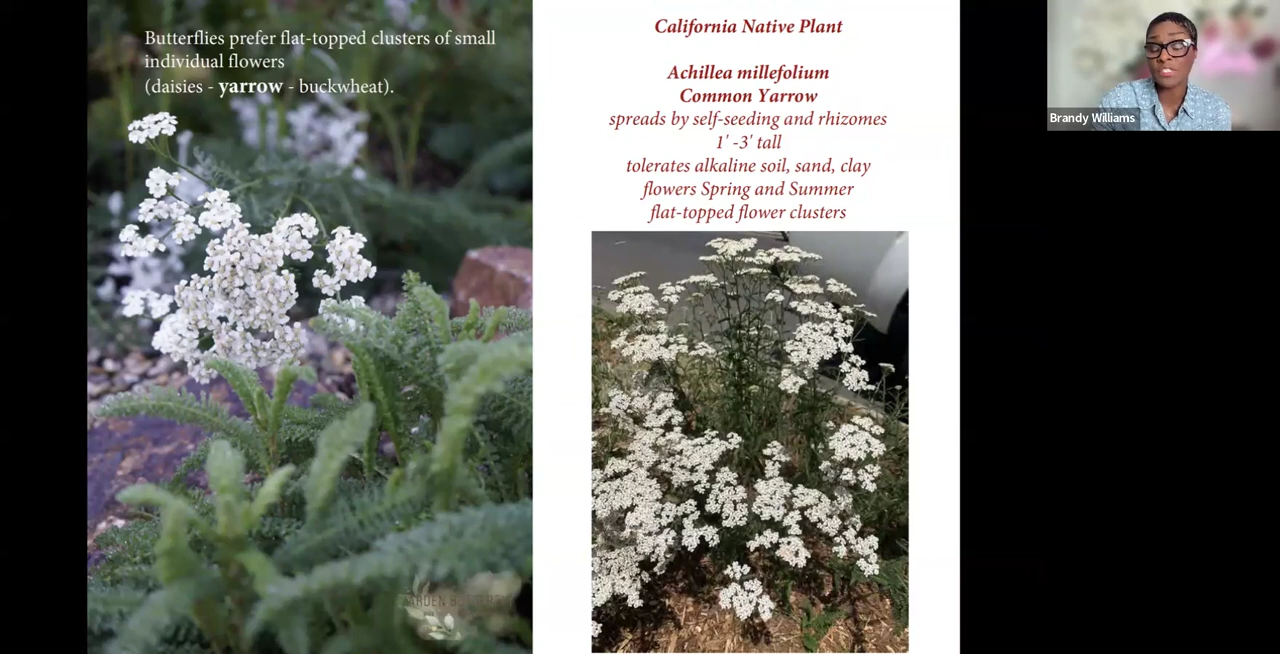 Butterflies prefer flat-topped clusters of small
individual flowers
(daisies - yarrow - buckwheat).
California Native Plant
Achillea millefolium
Common Yarrow
spreads by self-seeding and rhizomes
1' -3' tall
tolerates alkaline soil, sand, clay
flowers Spring and Summer
flat-topped flower clusters
Brandy Williams